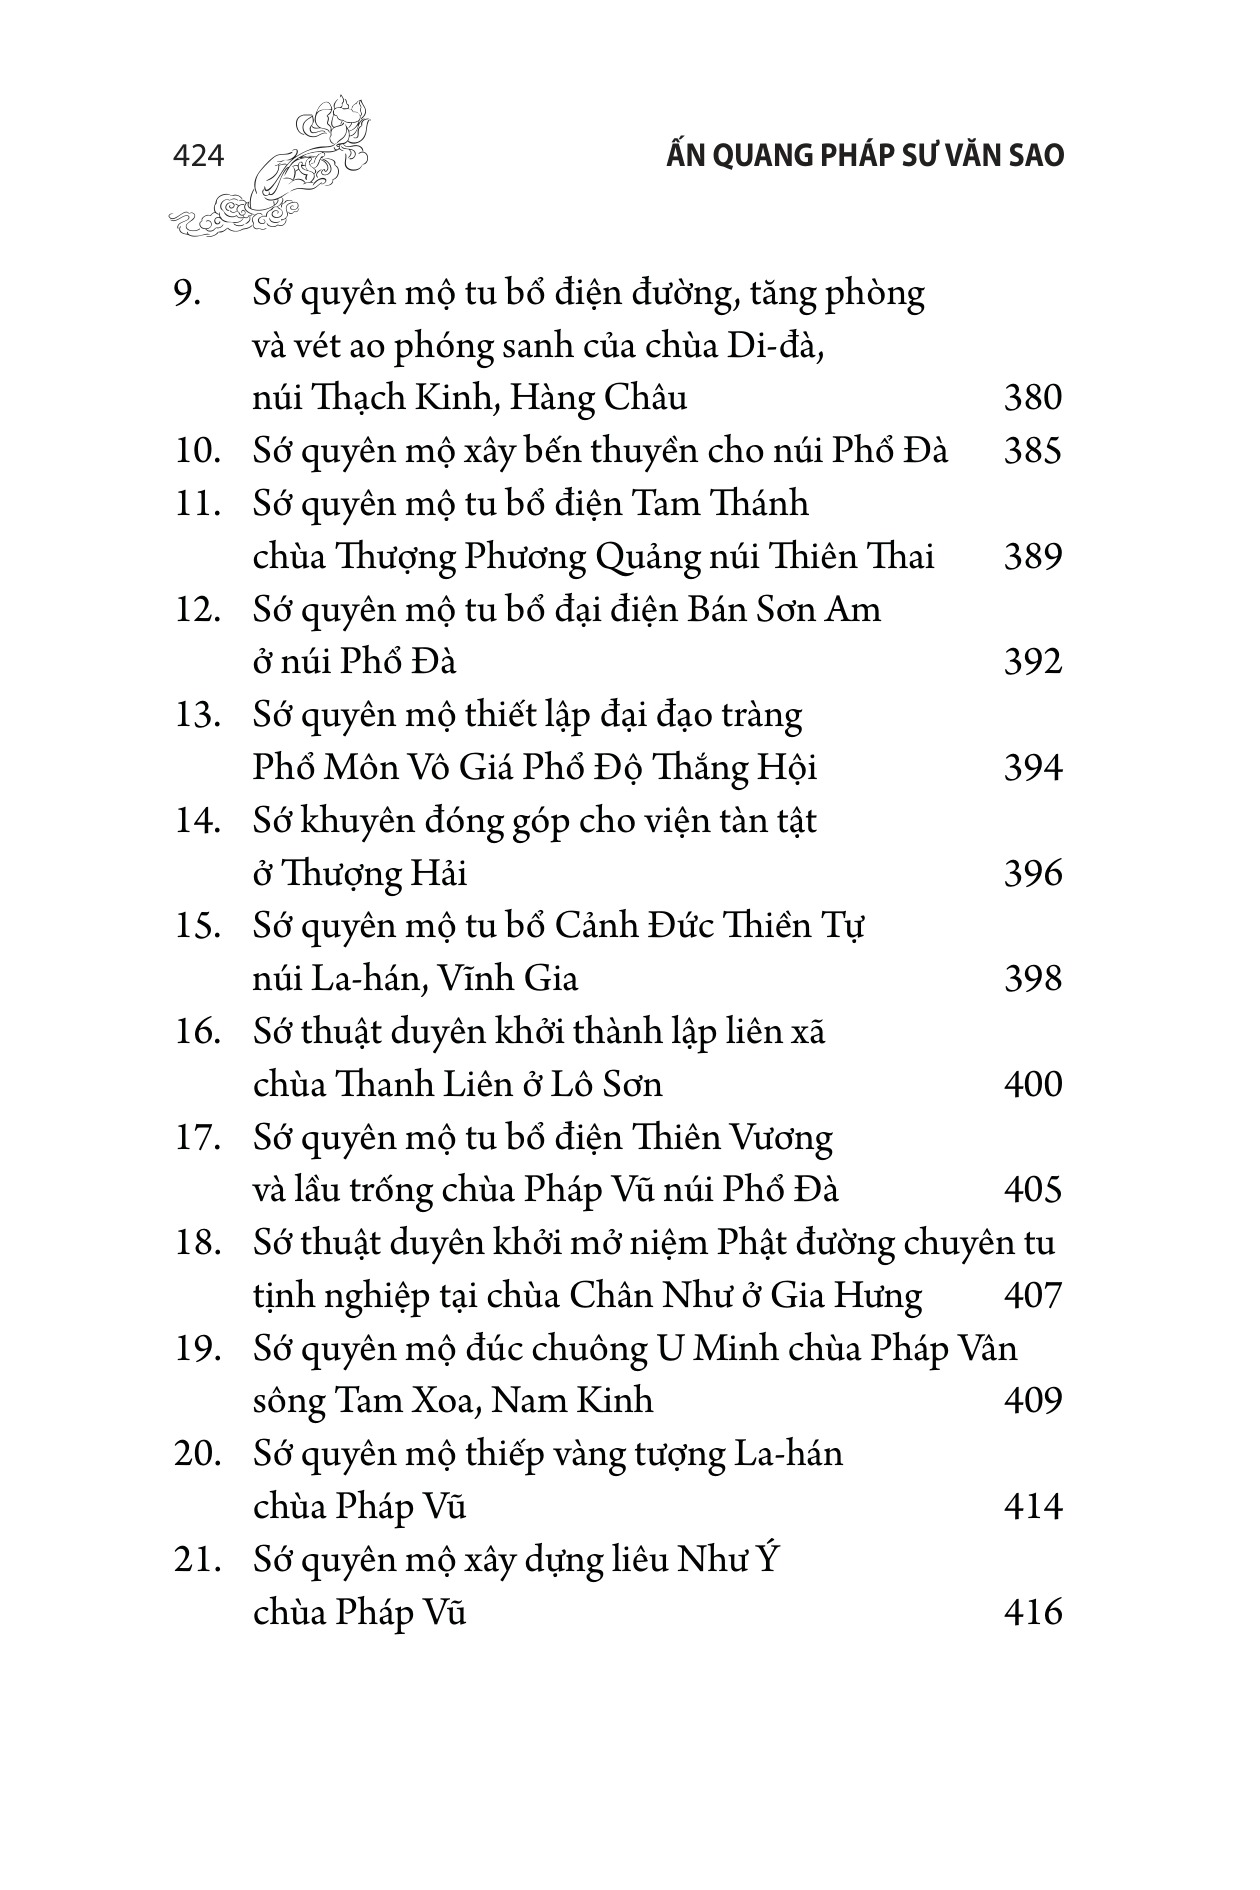 424 ẤN QUANG PHÁP SƯ VĂN SAO
9. Sớ quyên mộ tu bổ điện đường, tăng phòng
và vét ao phóng sanh của chùa Di-đà,
núi Thạch Kinh, Hàng Châu 380
10. Sớ quyên mộ xây bến thuyền cho núi Phổ Đà 385
11. Sớ quyên mộ tu bổ điện Tam Thánh
chùa Thượng Phương Quảng núi Thiên Thai 389
12. Sớ quyên mộ tu bổ đại điện Bán Sơn Am
ở núi Phổ Đà 392
13. Sớ quyên mộ thiết lập đại đạo tràng
Phổ Môn Vô Giá Phổ Độ Thắng Hội 394
14. Sớ khuyên đóng góp cho viện tàn tật
ở Thượng Hải 396
15. Sớ quyên mộ tu bổ Cảnh Đức Thiền Tự
núi La-hán, Vĩnh Gia 398
16. Sớ thuật duyên khởi thành lập liên xã
chùa Thanh Liên ở Lô Sơn 400
17. Sớ quyên mộ tu bổ điện Thiên Vương
và lầu trống chùa Pháp Vũ núi Phổ Đà 405
18. Sớ thuật duyên khởi mở niệm Phật đường chuyên tu
tịnh nghiệp tại chùa Chân Như ở Gia Hưng 407
19. Sớ quyên mộ đúc chuông U Minh chùa Pháp Vân
sông Tam Xoa, Nam Kinh 409
20. Sớ quyên mộ thiếp vàng tượng La-hán
chùa Pháp Vũ 414
21. Sớ quyên mộ xây dựng liêu Như Ý
chùa Pháp Vũ 416